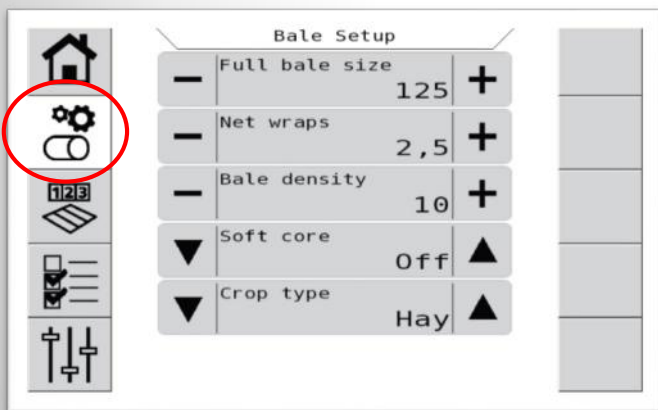 Bale Setup
Full bale size
125
Net wraps
2,5
Bale density
10
Soft core
Off
Crop type
Hay
123